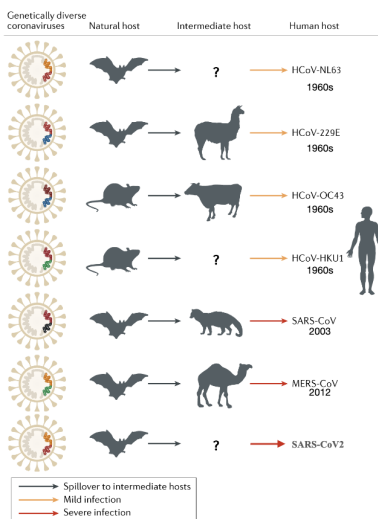 Genetically diverse
coronaviruses
Natural host
Intermediate host
Human host
?
HCoV-NL63
1960s
HCoV-229E
1960s
HCoV-OC43
1960s
?
HCoV-HKU1
1960s
SARS-CoV
2003
MERS-CoV
2012
?
SARS-CoV2
Spillover to intermediate hosts
Mild infection
Severe infection